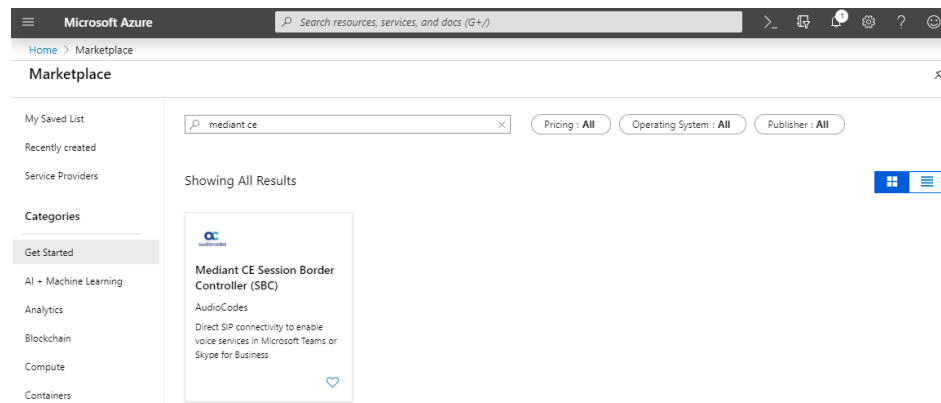 Microsoft Azure
Search resources, services, and docs (G+/)
1
Home > Marketplace
Marketplace
My Saved List
Recently created
Service Providers
Categories
Get Started
AI + Machine Learning
Analytics
Blockchain
Compute
Containers
mediant ce
Pricing : All
Operating System : All
Publisher : All
Showing All Results
audiocodes
Mediant CE Session Border
Controller (SBC)
AudioCodes
Direct SIP connectivity to enable
voice services in Microsoft Teams or
Skype for Business